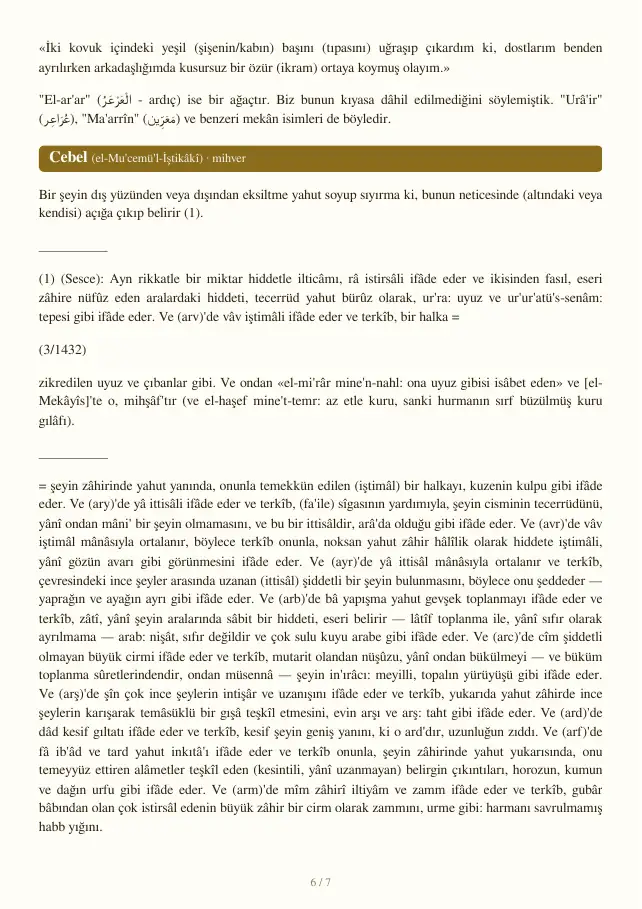 «İki kovuk içindeki yeşil (şişenin/kabın) başını (tıpasını) uğraşıp çıkardım ki, dostlarım benden
ayrılırken arkadaşlığımda kusursuz bir özür (ikram) ortaya koymuş olayım.»
"El-ar'ar" (الْعَرْعَرُ - ardıç) ise bir ağaçtır. Biz bunun kıyasa dâhil edilmediğini söylemiştik. "Urâ'ir"
(عُرَاعِر), "Ma'arrîn" (مَعَرِّين) ve benzeri mekân isimleri de böyledir.
Cebel (el-Mu'cemü'l-İştikâkî) · mihver
Bir şeyin dış yüzünden veya dışından eksiltme yahut soyup sıyırma ki, bunun neticesinde (altındaki veya
kendisi) açığa çıkıp belirir (1).
(1) (Sesce): Ayn rikkatle bir miktar hiddetle ilticâmı, râ istirsâli ifâde eder ve ikisinden fasıl, eseri
zâhire nüfûz eden aralardaki hiddeti, tecerrüd yahut bürûz olarak, ur'ra: uyuz ve ur'ur'atü's-senâm:
tepesi gibi ifâde eder. Ve (arv)'de vâv iştimâli ifâde eder ve terkîb, bir halka =
(3/1432)
zikredilen uyuz ve çıbanlar gibi. Ve ondan «el-mi'râr mine'n-nahl: ona uyuz gibisi isâbet eden» ve [el-
Mekâyîs]'te o, mihşâf'tır (ve el-haşef mine't-temr: az etle kuru, sanki hurmanın sırf büzülmüş kuru
gılâfı).
= şeyin zâhirinde yahut yanında, onunla temekkün edilen (iştimâl) bir halkayı, kuzenin kulpu gibi ifâde
eder. Ve (ary)'de yâ ittisâli ifâde eder ve terkîb, (fa'ile) sîgasının yardımıyla, şeyin cisminin tecerrüdünü,
yânî ondan mâni' bir şeyin olmamasını, ve bu bir ittisâldir, arâ'da olduğu gibi ifâde eder. Ve (avr)'de vâv
iştimâl mânâsıyla ortalanır, böylece terkîb onunla, noksan yahut zâhir hâlîlik olarak hiddete iştimâli,
yânî gözün avarı gibi görünmesini ifâde eder. Ve (ayr)'de yâ ittisâl mânâsıyla ortalanır ve terkîb,
çevresindeki ince şeyler arasında uzanan (ittisâl) şiddetli bir şeyin bulunmasını, böylece onu şeddeder —
yaprağın ve ayağın ayrı gibi ifâde eder. Ve (arb)'de bâ yapışma yahut gevşek toplanmayı ifâde eder ve
terkîb, zâtî, yânî şeyin aralarında sâbit bir hiddeti, eseri belirir — lâtîf toplanma ile, yânî sıfır olarak
ayrılmama — arab: nişât, sıfır değildir ve çok sulu kuyu arabe gibi ifâde eder. Ve (arc)'de cîm şiddetli
olmayan büyük cirmi ifâde eder ve terkîb, mutarit olandan nüşûzu, yânî ondan bükülmeyi — ve büküm
toplanma sûretlerindendir, ondan müsennâ — şeyin in'ırâcı: meyilli, topalın yürüyüşü gibi ifâde eder.
Ve (arş)'de şîn çok ince şeylerin intişâr ve uzanışını ifâde eder ve terkîb, yukarıda yahut zâhirde ince
şeylerin karışarak temâsüklü bir gışâ teşkîl etmesini, evin arşı ve arş: taht gibi ifâde eder. Ve (ard)'de
dâd kesif gıltatı ifâde eder ve terkîb, kesif şeyin geniş yanını, ki o ard'dır, uzunluğun zıddı. Ve (arf)'de
fâ ib'âd ve tard yahut inkıtâ'ı ifâde eder ve terkîb onunla, şeyin zâhirinde yahut yukarısında, onu
temeyyüz ettiren alâmetler teşkîl eden (kesintili, yânî uzanmayan) belirgin çıkıntıları, horozun, kumun
ve dağın urfu gibi ifâde eder. Ve (arm)'de mîm zâhirî iltiyâm ve zamm ifâde eder ve terkîb, gubâr
bâbından olan çok istirsâl edenin büyük zâhir bir cirm olarak zammını, urme gibi: harmanı savrulmamış
habb yığını.
6 / 7